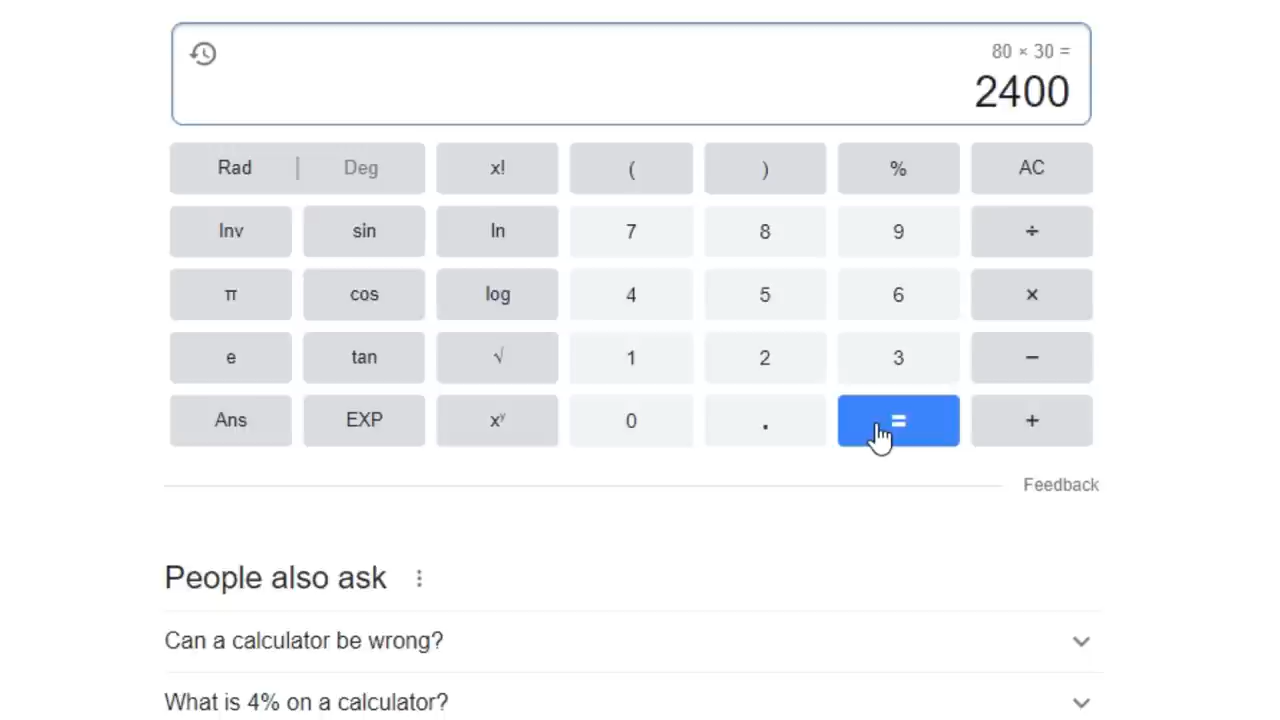 80 × 30 =
2400
Rad | Deg x! ( ) % AC
Inv sin ln 7 8 9 ÷
π cos log 4 5 6 ×
e tan √ 1 2 3 −
Ans EXP xʸ 0 . = +
Feedback
People also ask
Can a calculator be wrong?
What is 4% on a calculator?